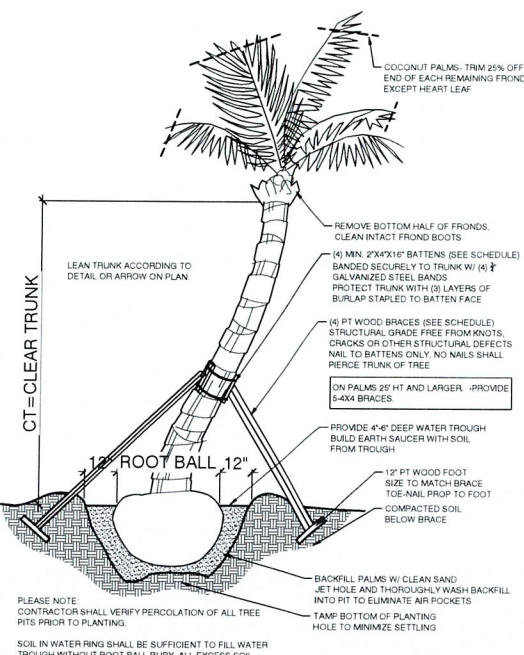 COCONUT PALMS- TRIM 25% OFF
END OF EACH REMAINING FROND
EXCEPT HEART LEAF
REMOVE BOTTOM HALF OF FRONDS,
CLEAN INTACT FROND BOOTS
LEAN TRUNK ACCORDING TO
DETAIL OR ARROW ON PLAN.
(4) MIN. 2"X4"X16" BATTENS (SEE SCHEDULE)
BANDED SECURELY TO TRUNK W/ (4)
GALVANIZED STEEL BANDS
PROTECT TRUNK WITH (3) LAYERS OF
BURLAP STAPLED TO BATTEN FACE
CT= CLEAR TRUNK
(4) PT WOOD BRACES (SEE SCHEDULE)
STRUCTURAL GRADE FREE FROM KNOTS,
CRACKS OR OTHER STRUCTURAL DEFECTS
NAIL TO BATTENS ONLY, NO NAILS SHALL
PIERCE TRUNK OF TREE
ON PALMS 25' HT AND LARGER. -PROVIDE
5-4X4 BRACES.
PROVIDE 4"-6" DEEP WATER TROUGH
BUILD EARTH SAUCER WITH SOIL
FROM TROUGH
12" ROOT BALL 12"
12" PT WOOD FOOT
SIZE TO MATCH BRACE
TOE-NAIL PROP TO FOOT
COMPACTED SOIL
BELOW BRACE
BACKFILL PALMS W/ CLEAN SAND
JET HOLE AND THOROUGHLY WASH BACKFILL
INTO PIT TO ELIMINATE AIR POCKETS
TAMP BOTTOM OF PLANTING
HOLE TO MINIMIZE SETTLING
PLEASE NOTE:
CONTRACTOR SHALL VERIFY PERCOLATION OF ALL TREE
PITS PRIOR TO PLANTING.
SOIL IN WATER RING SHALL BE SUFFICIENT TO FILL WATER
TROUGH WITHOUT ROOT BALL BURY. ALL EXCESS SOIL